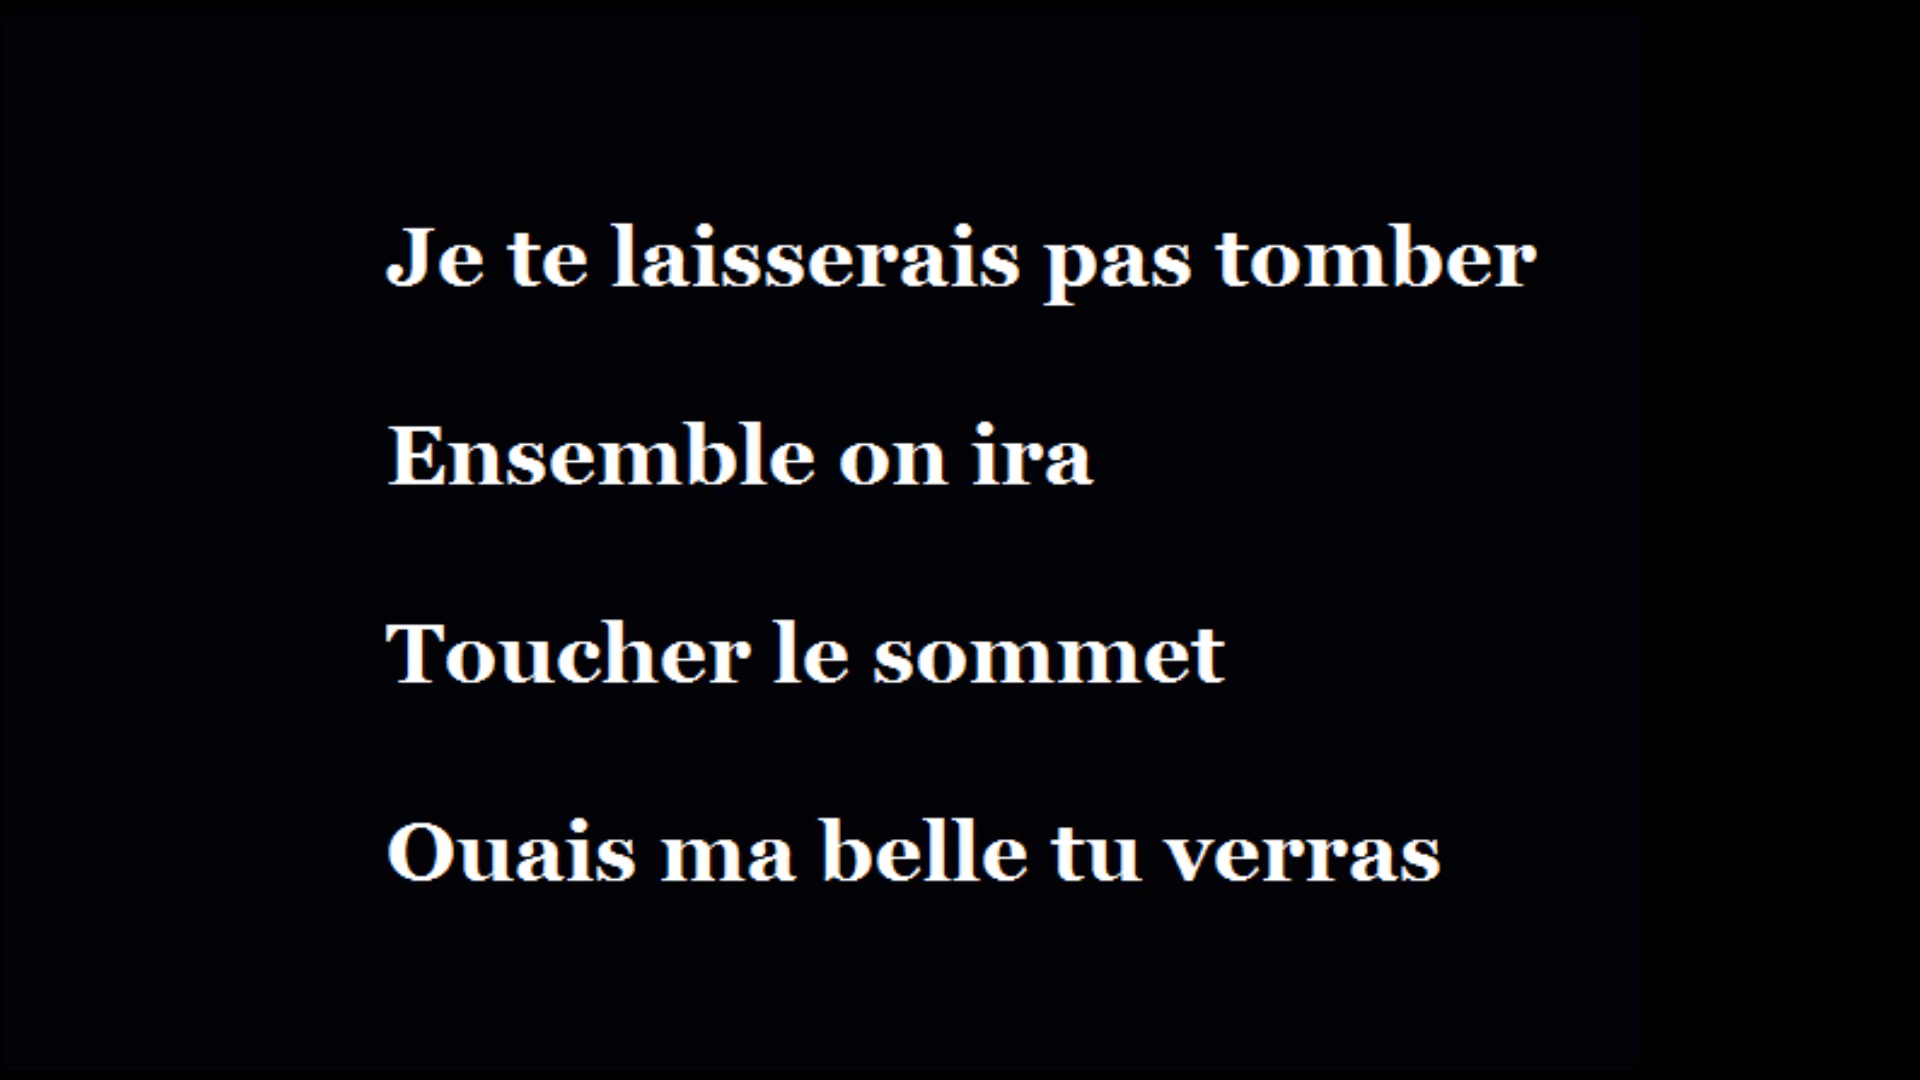 Je te laisserais pas tomber
Ensemble on ira
Toucher le sommet
Ouais ma belle tu verras